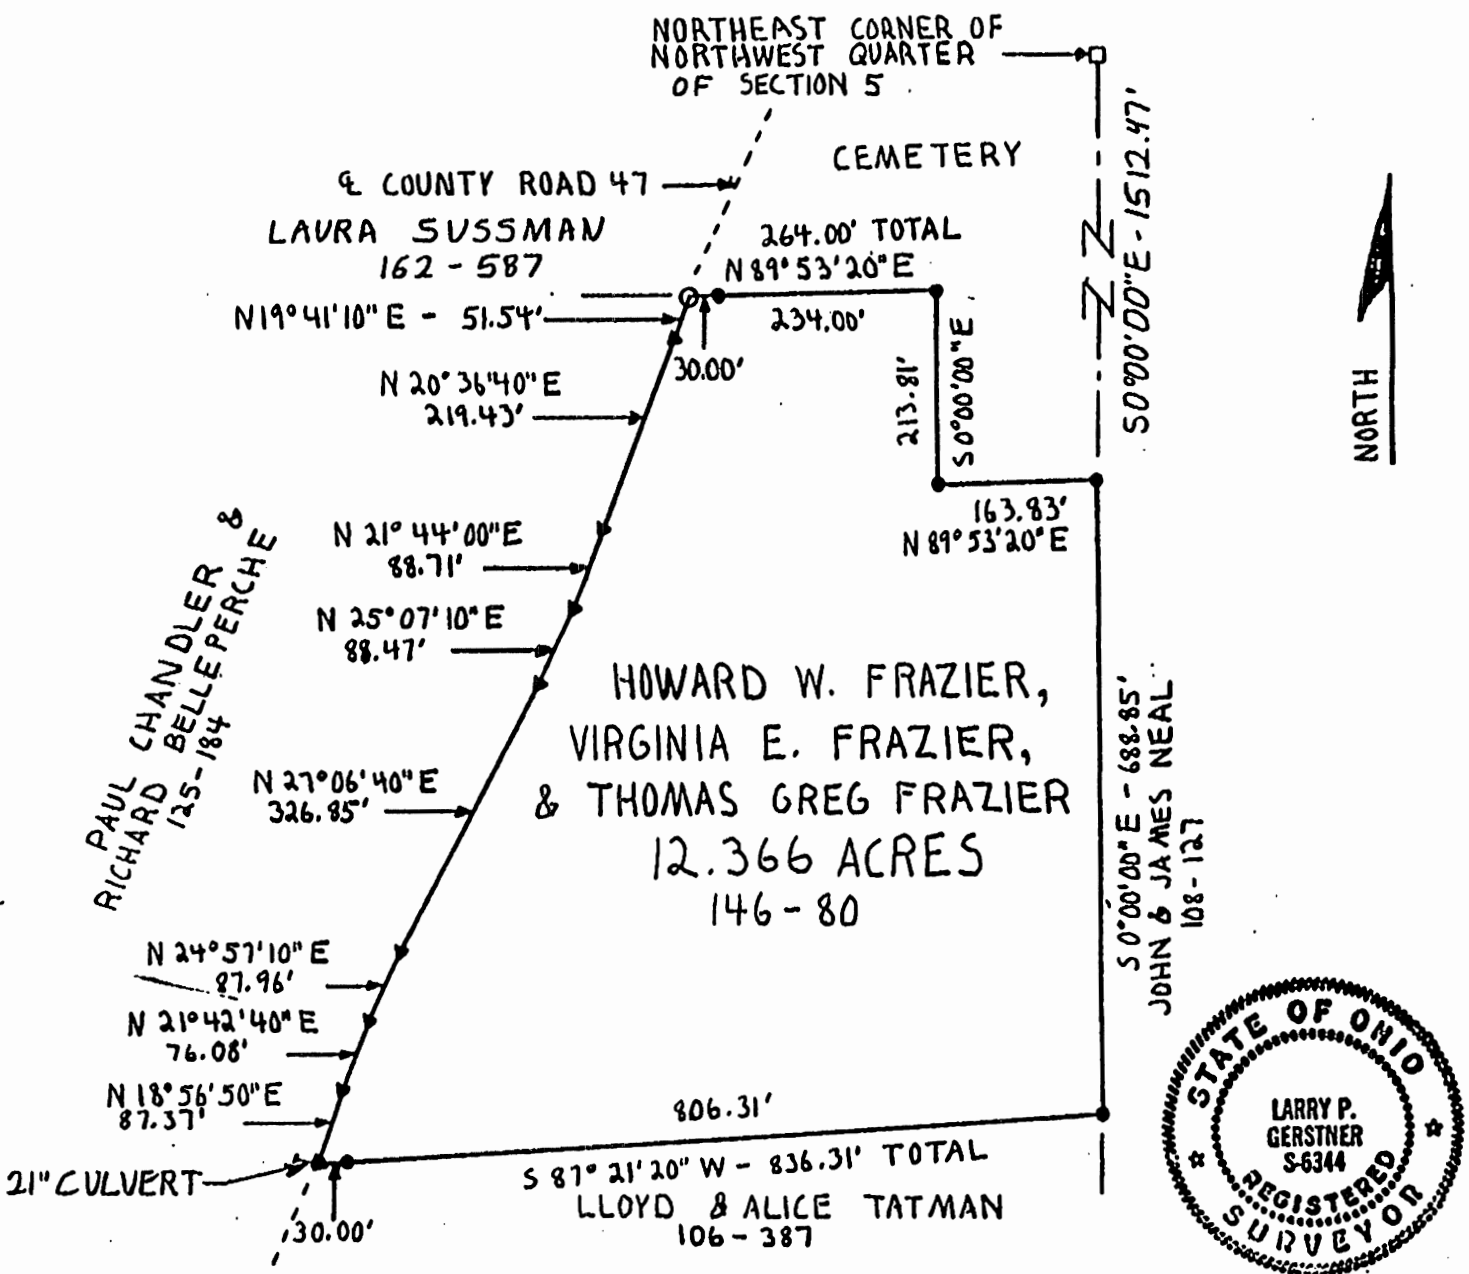 NORTHEAST CORNER OF
NORTHWEST QUARTER
OF SECTION 5
CEMETERY
℄ COUNTY ROAD 47
LAURA SUSSMAN
162 - 587
264.00' TOTAL
N 89° 53' 20" E
234.00'
30.00'
N 19° 41' 10" E - 51.54'
N 20° 36' 40" E
219.43'
213.81'
S 0° 00' 00" E
S 0° 00' 00" E - 1512.47'
NORTH
163.83'
N 89° 53' 20" E
N 21° 44' 00" E
88.71'
N 25° 07' 10" E
88.47'
PAUL CHANDLER &
RICHARD BELLEPERCHE
125-184
HOWARD W. FRAZIER,
VIRGINIA E. FRAZIER,
& THOMAS GREG FRAZIER
12.366 ACRES
146 - 80
N 27° 06' 40" E
326.85'
S 0° 00' 00" E - 688.85'
JOHN & JAMES NEAL
108-127
N 24° 57' 10" E
87.96'
N 21° 42' 40" E
76.08'
N 18° 56' 50" E
87.37'
21" CULVERT
30.00'
806.31'
S 87° 21' 20" W - 836.31' TOTAL
LLOYD & ALICE TATMAN
106 - 387
STATE OF OHIO
LARRY P.
GERSTNER
S-6344
REGISTERED
SURVEYOR